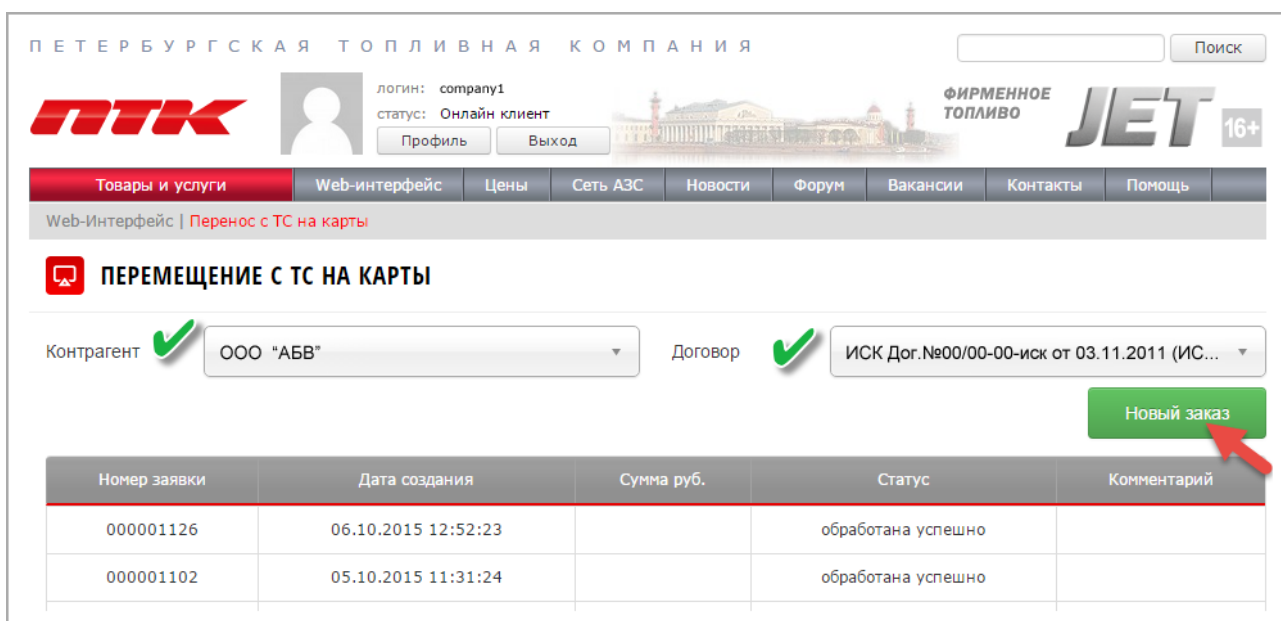 ПЕТЕРБУРГСКАЯ ТОПЛИВНАЯ КОМПАНИЯ
Поиск
ПТК
логин: company1
статус: Онлайн клиент
Профиль Выход
ФИРМЕННОЕ
ТОПЛИВО
JET
16+
Товары и услуги Web-интерфейс Цены Сеть АЗС Новости Форум Вакансии Контакты Помощь
Web-Интерфейс | Перенос с ТС на карты
ПЕРЕМЕЩЕНИЕ С ТС НА КАРТЫ
Контрагент ООО "АБВ" Договор ИСК Дог.№00/00-00-иск от 03.11.2011 (ИС...
Новый заказ
Номер заявки Дата создания Сумма руб. Статус Комментарий
000001126 06.10.2015 12:52:23 обработана успешно
000001102 05.10.2015 11:31:24 обработана успешно